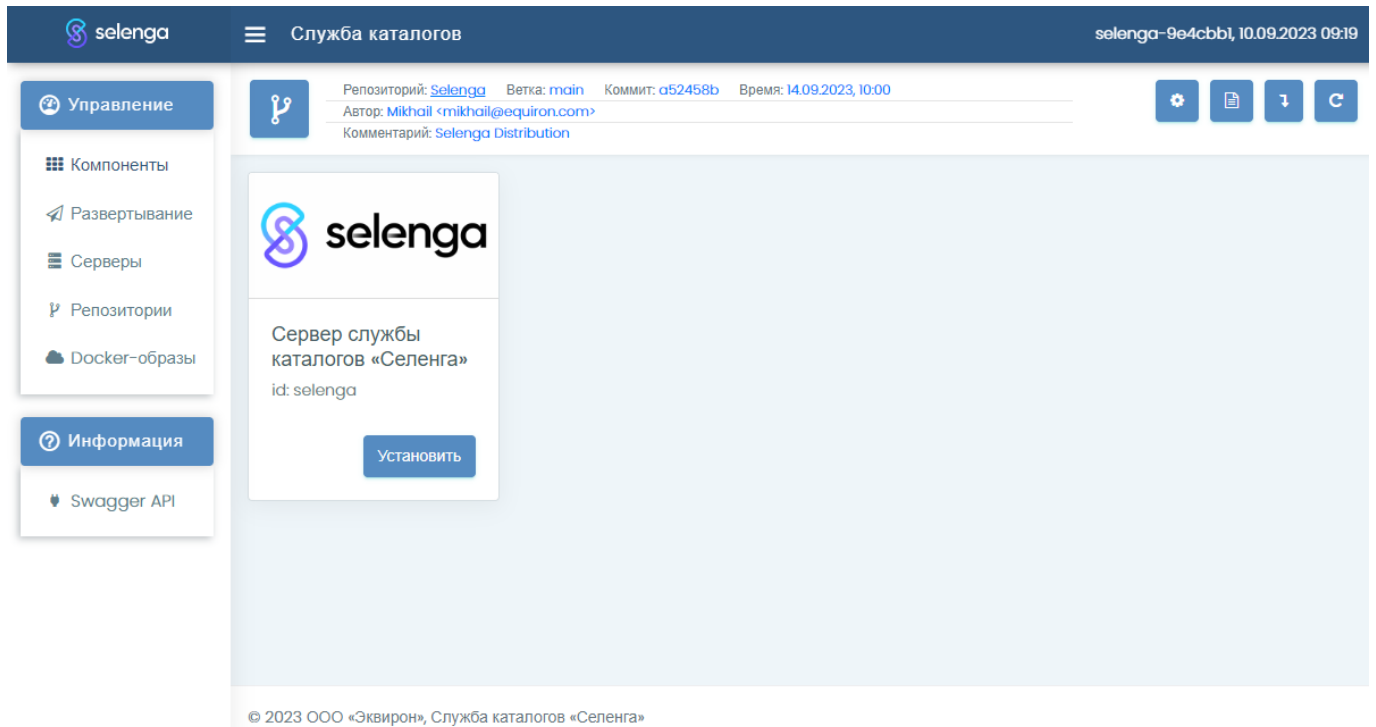 selenga
Служба каталогов
selenga-9e4cbb1, 10.09.2023 09:19
Управление
Компоненты
Развертывание
Серверы
Репозитории
Docker-образы
Информация
Swagger API
Репозиторий: Selenga Ветка: main Коммит: a52458b Время: 14.09.2023, 10:00
Автор: Mikhail <mikhail@equiron.com>
Комментарий: Selenga Distribution
selenga
Сервер службы
каталогов «Селенга»
id: selenga
Установить
© 2023 ООО «Эквирон», Служба каталогов «Селенга»